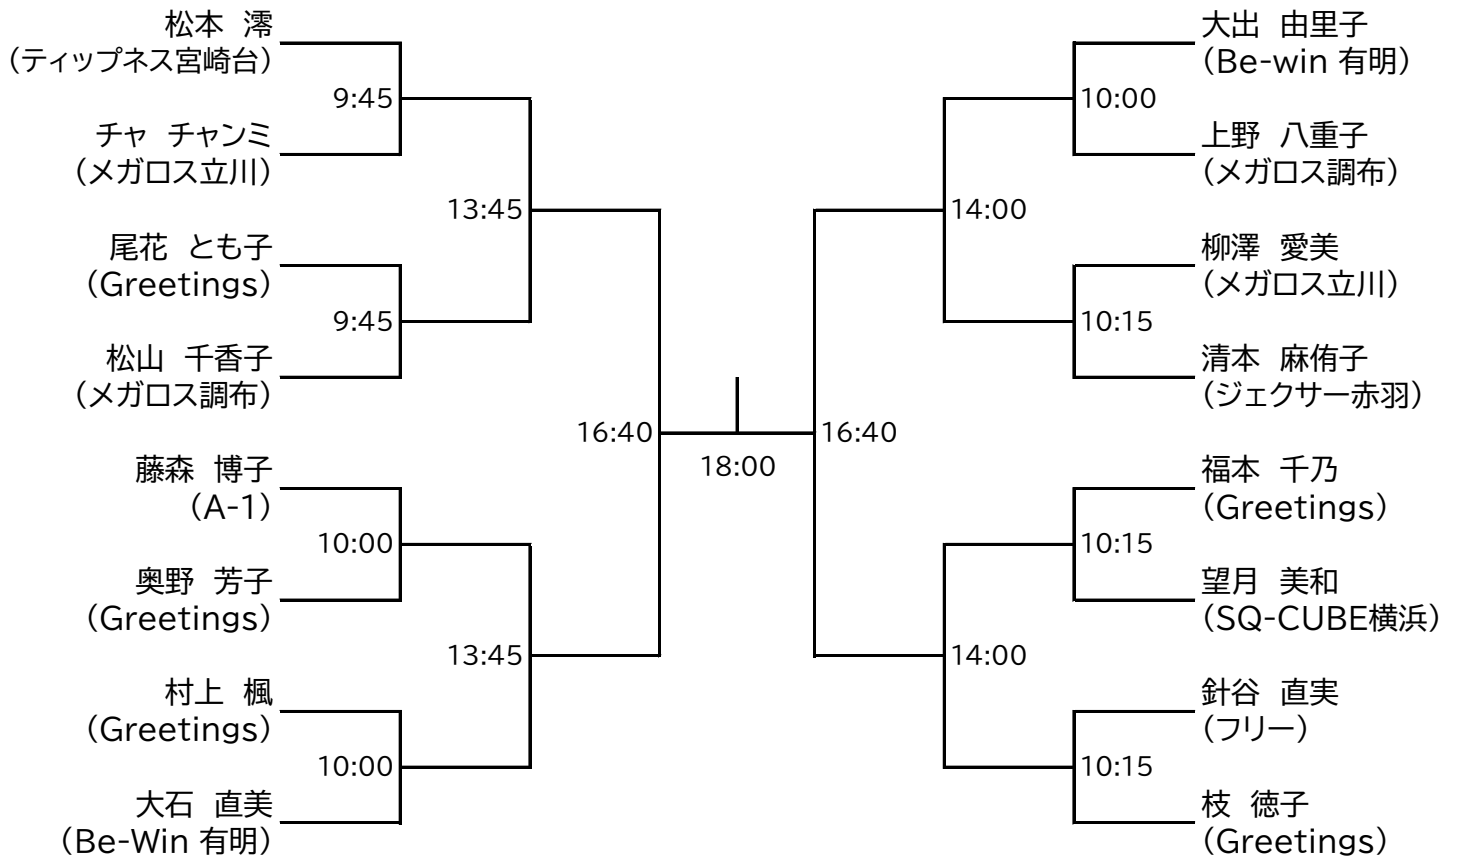 松本 澪
（ティップネス宮崎台）
9:45
チャ チャンミ
（メガロス立川）
13:45
尾花 とも子
（Greetings）
9:45
松山 千香子
（メガロス調布）
16:40
藤森 博子
（A-1）
10:00
奥野 芳子
（Greetings）
13:45
村上 楓
（Greetings）
10:00
大石 直美
（Be-Win 有明）
18:00
大出 由里子
（Be-win 有明）
10:00
上野 八重子
（メガロス調布）
14:00
柳澤 愛美
（メガロス立川）
10:15
清本 麻侑子
（ジェクサー赤羽）
16:40
福本 千乃
（Greetings）
10:15
望月 美和
（SQ-CUBE横浜）
14:00
針谷 直実
（フリー）
10:15
枝 徳子
（Greetings）